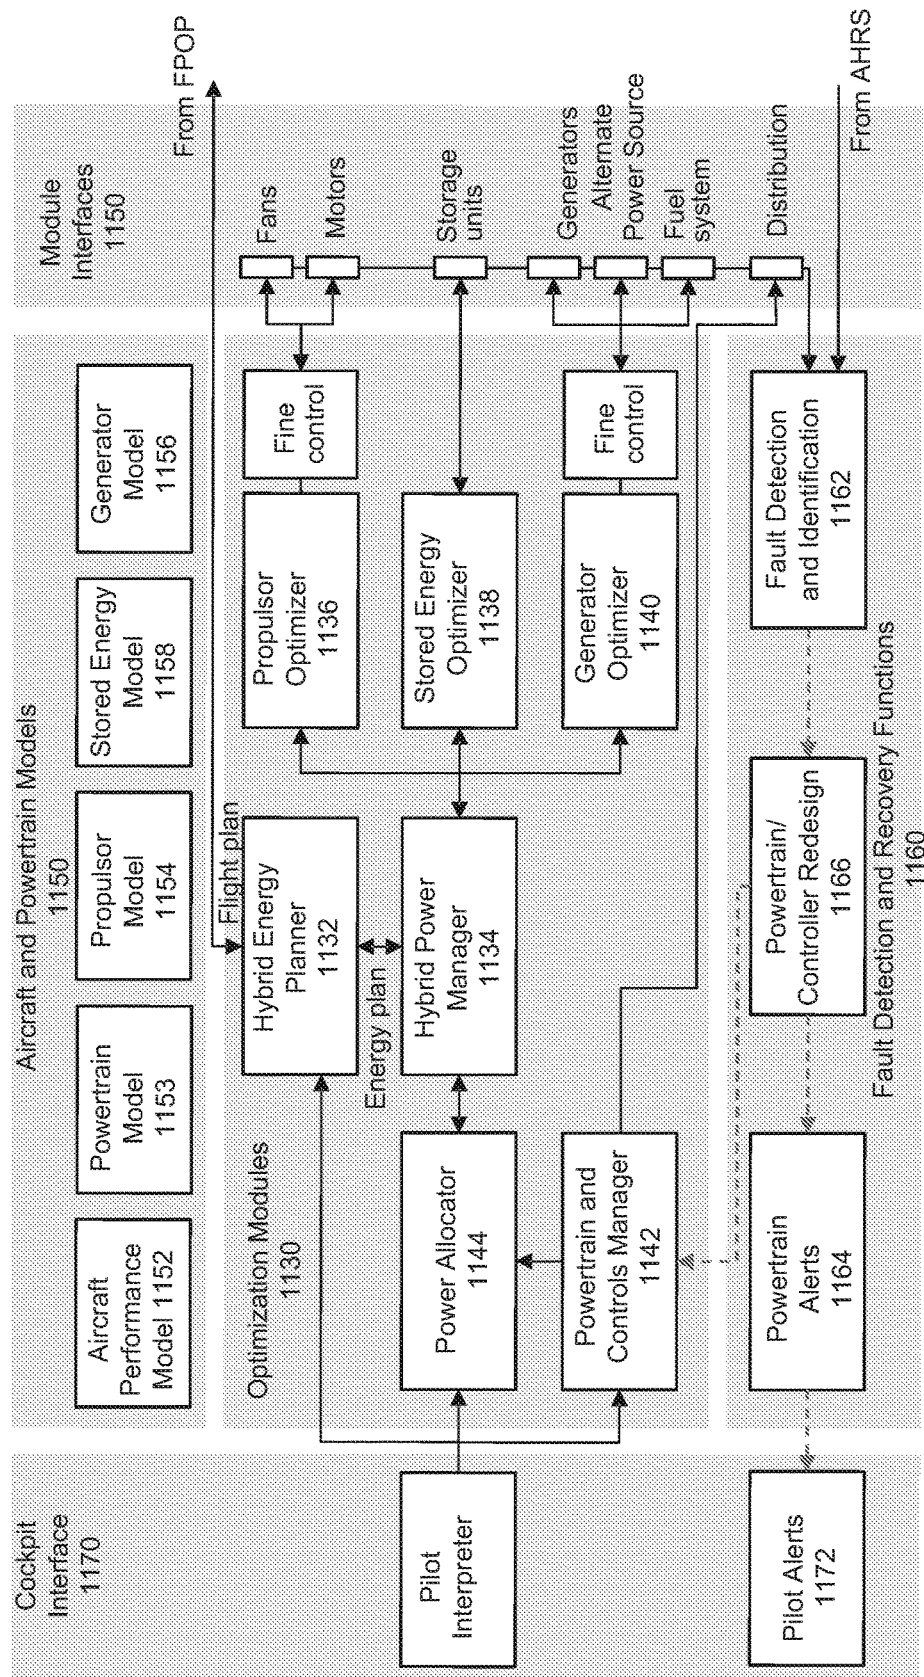 Cockpit
Interface
1170
Pilot
Interpreter
Pilot Alerts
1172
Aircraft and Powertrain Models
1150
Aircraft
Performance
Model 1152
Powertrain
Model
1153
Propulsor
Model
1154
Stored Energy
Model
1158
Generator
Model
1156
Optimization Modules
1130
Flight plan
Hybrid Energy
Planner
1132
Energy plan
Power Allocator
1144
Hybrid Power
Manager
1134
Powertrain and
Controls Manager
1142
Propulsor
Optimizer
1136
Fine
control
Stored Energy
Optimizer
1138
Generator
Optimizer
1140
Fine
control
Powertrain
Alerts
1164
Powertrain/
Controller Redesign
1166
Fault Detection
and Identification
1162
Fault Detection and Recovery Functions
1160
Module
Interfaces
1150
From FPOP
Fans
Motors
Storage
units
Generators
Alternate
Power Source
Fuel
system
Distribution
From AHRS